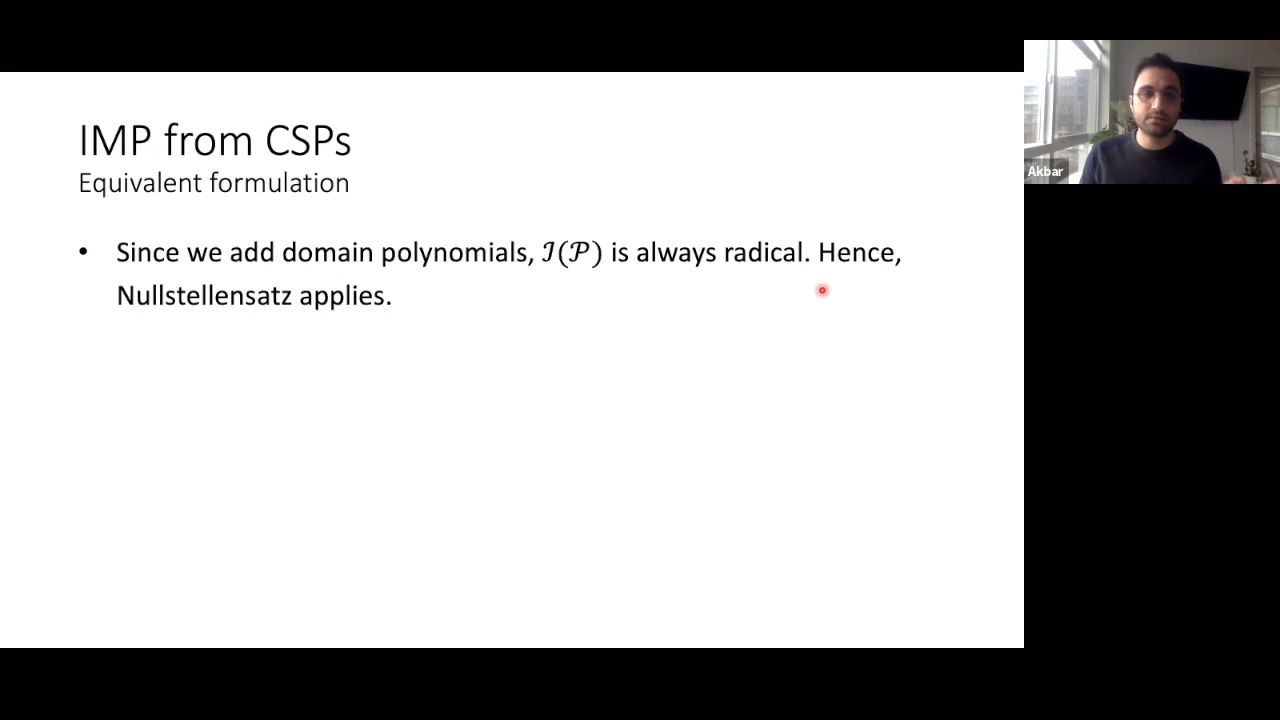 IMP from CSPs
Equivalent formulation
• Since we add domain polynomials, ℐ(𝒫) is always radical. Hence,
Nullstellensatz applies.
Akbar